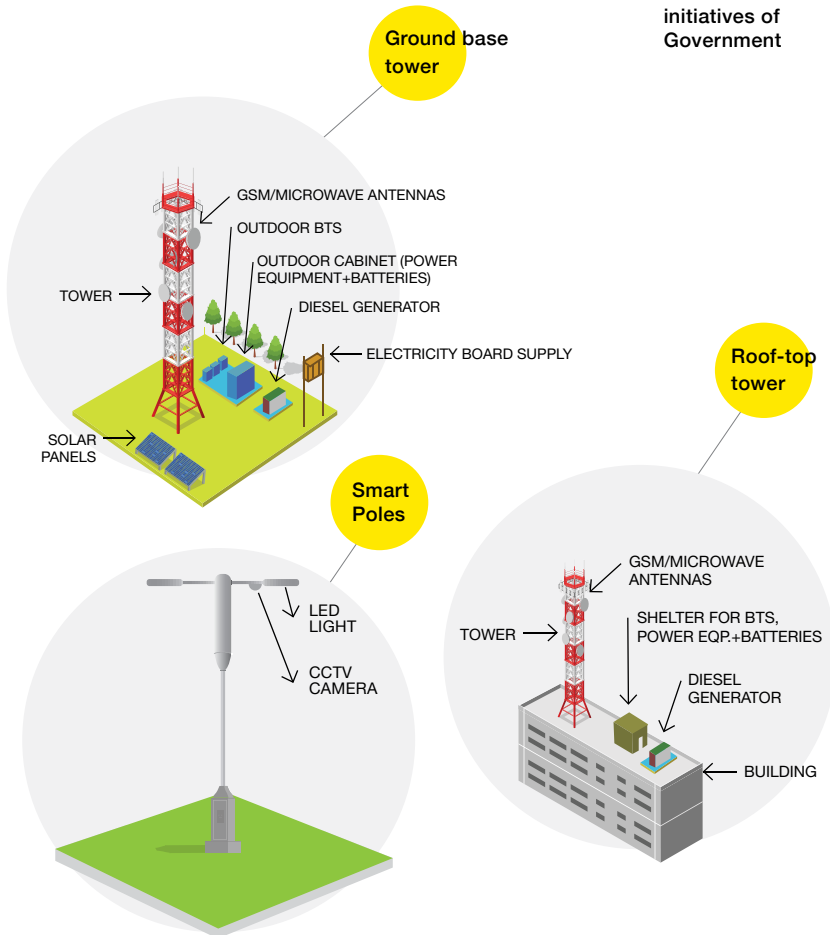 initiatives of
Government
Ground base
tower
GSM/MICROWAVE ANTENNAS
OUTDOOR BTS
OUTDOOR CABINET (POWER
EQUIPMENT+BATTERIES)
TOWER
DIESEL GENERATOR
ELECTRICITY BOARD SUPPLY
SOLAR
PANELS
Roof-top
tower
Smart
Poles
LED
LIGHT
CCTV
CAMERA
GSM/MICROWAVE
ANTENNAS
SHELTER FOR BTS,
POWER EQP.+BATTERIES
TOWER
DIESEL
GENERATOR
BUILDING